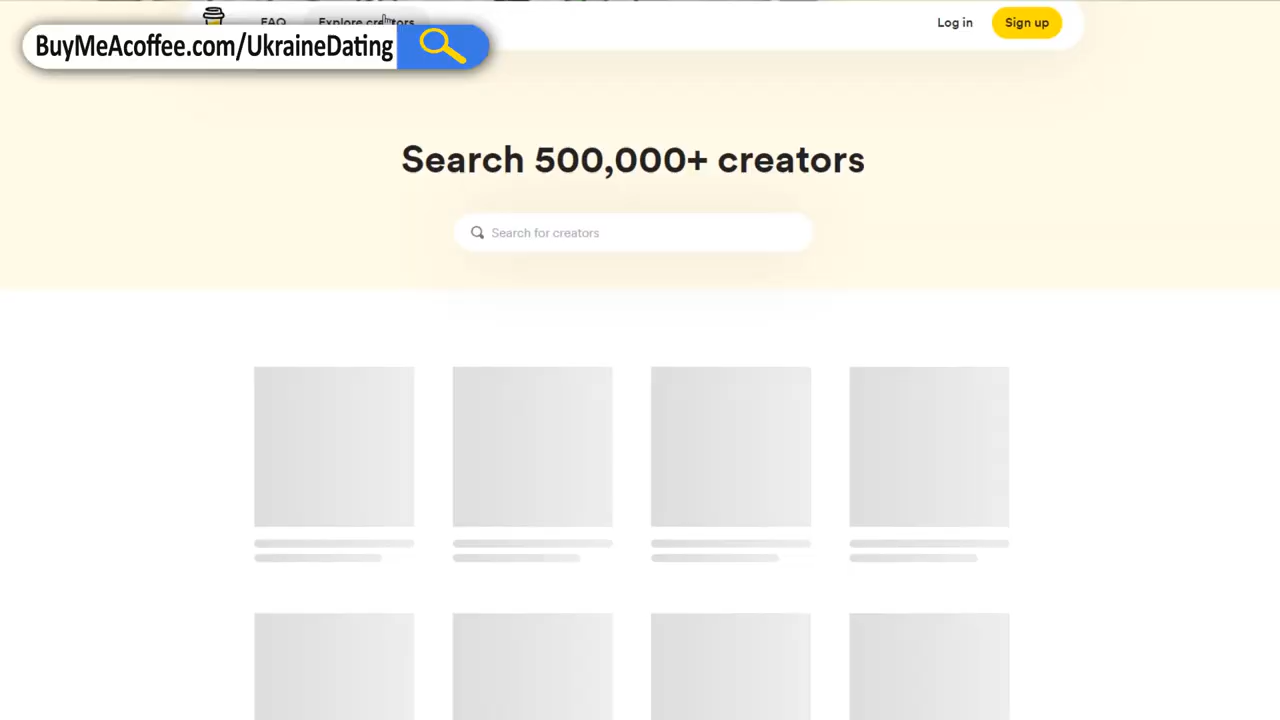 FAQ
Explore creators
Log in
Sign up
BuyMeAcoffee.com/UkraineDating
Search 500,000+ creators
Search for creators